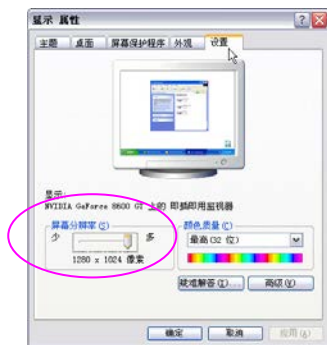 显示 属性
主题 桌面 屏幕保护程序 外观 设置
显示:
NVIDIA GeForce 8600 GT 上的 即插即用监视器
屏幕分辨率(S)
少 多
1280 x 1024 像素
颜色质量(C)
最高(32 位)
疑难解答(T)... 高级(V)
确定 取消 应用(A)